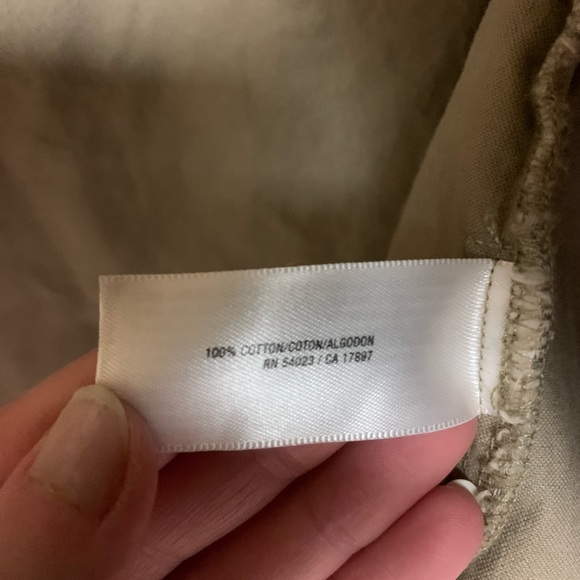 100% COTTON/COTON/ALGODON
RN 54023 / CA 17897